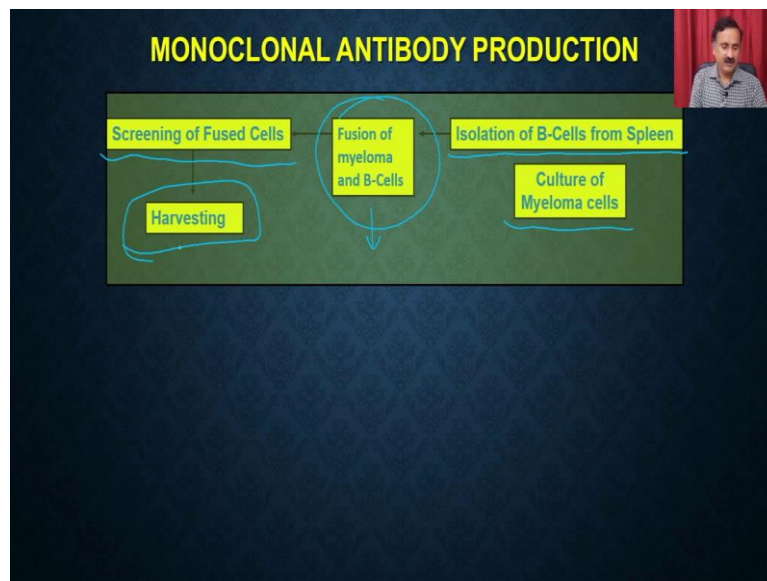 MONOCLONAL ANTIBODY PRODUCTION
Screening of Fused Cells
Fusion of
myeloma
and B-Cells
Isolation of B-Cells from Spleen
Culture of
Myeloma cells
Harvesting